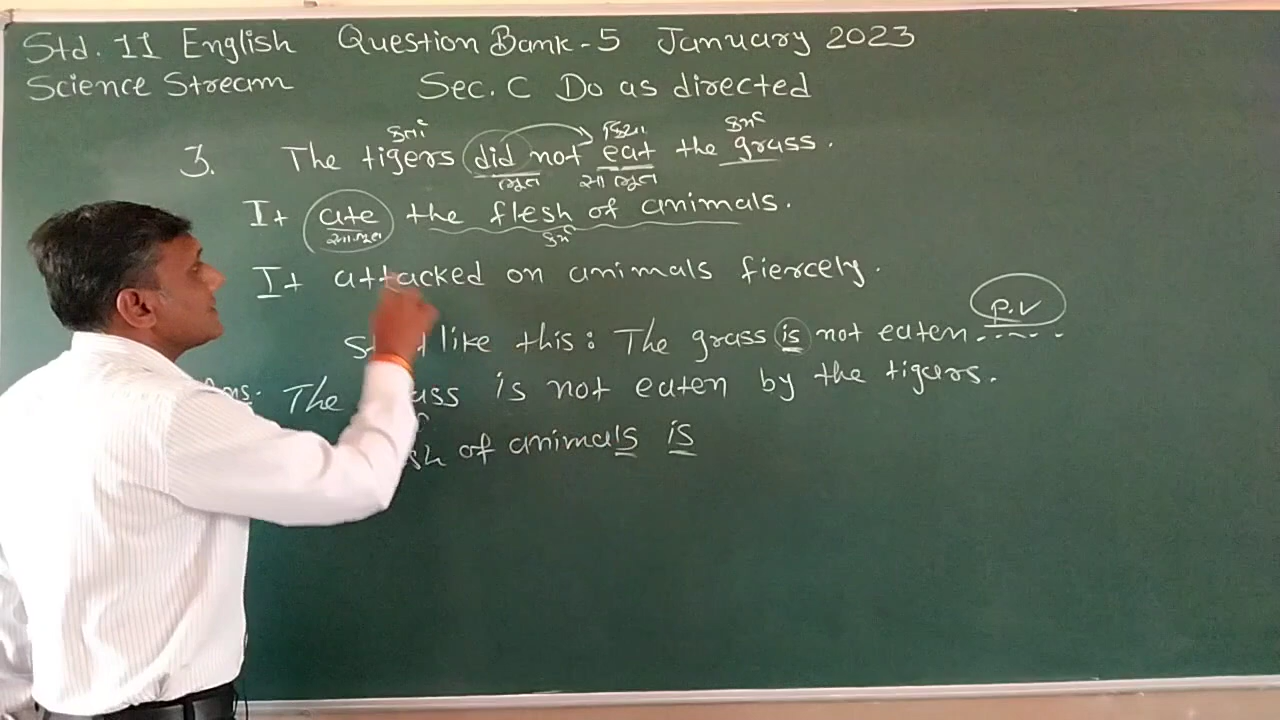 Std. 11 English Question Bank - 5 January 2023
Science Stream Sec. C Do as directed
કર્તા ક્રિયા કર્મ
3. The tigers did not eat the grass.
ભૂત સા ભૂત
It ate the flesh of animals.
સા.ભૂત કર્મ
It attacked on animals fiercely.
P.V
like this: The grass is not eaten.....
The is not eaten by the tigers.
of animals is